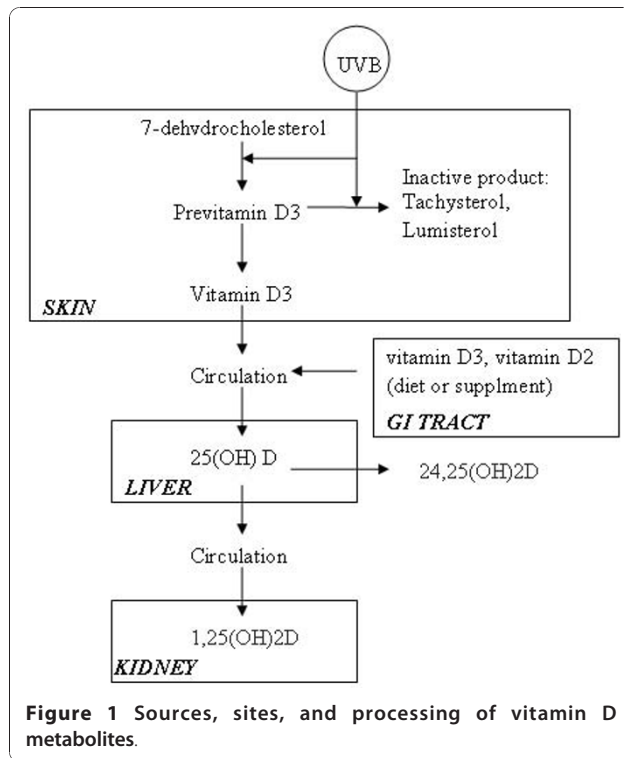 UVB
7-dehydrocholesterol
Inactive product:
Tachysterol,
Lumisterol
Previtamin D3
Vitamin D3
SKIN
Circulation
vitamin D3, vitamin D2
(diet or supplment)
GI TRACT
25(OH) D
LIVER
24,25(OH)2D
Circulation
1,25(OH)2D
KIDNEY
Figure 1 Sources, sites, and processing of vitamin D
metabolites.